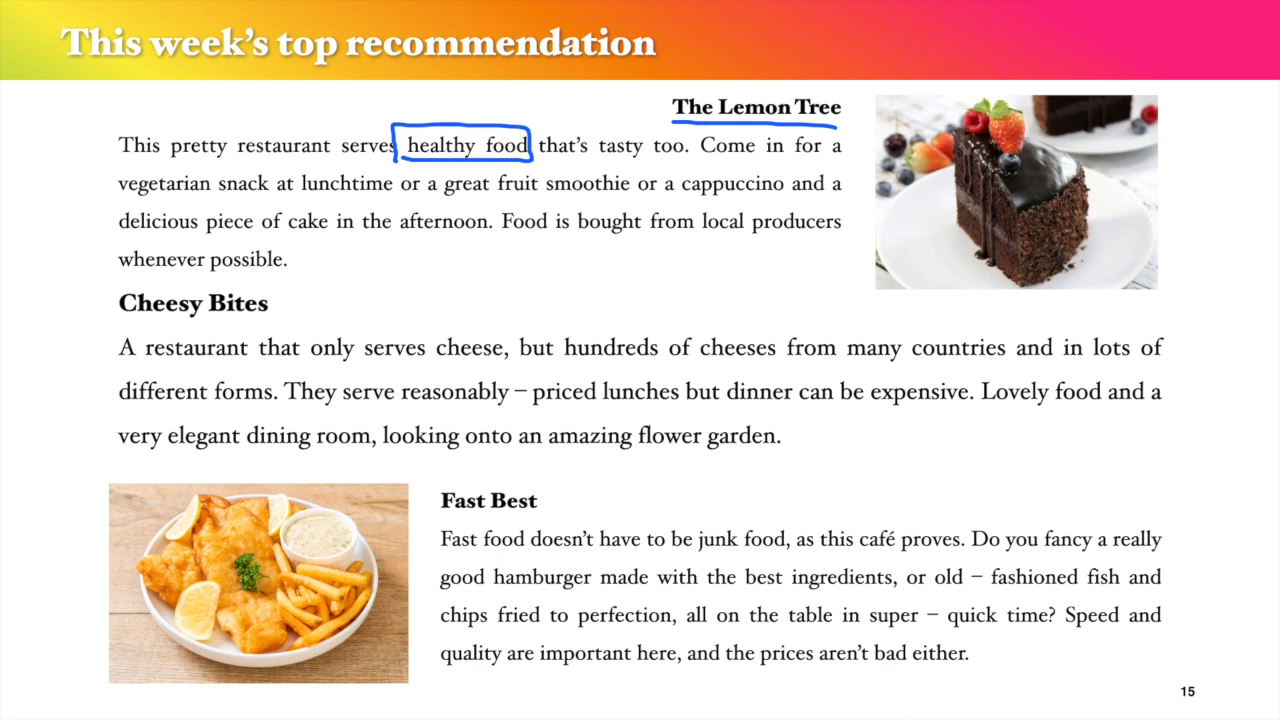 This week’s top recommendation
The Lemon Tree
This pretty restaurant serves healthy food that’s tasty too. Come in for a
vegetarian snack at lunchtime or a great fruit smoothie or a cappuccino and a
delicious piece of cake in the afternoon. Food is bought from local producers
whenever possible.
Cheesy Bites
A restaurant that only serves cheese, but hundreds of cheeses from many countries and in lots of
different forms. They serve reasonably – priced lunches but dinner can be expensive. Lovely food and a
very elegant dining room, looking onto an amazing flower garden.
Fast Best
Fast food doesn’t have to be junk food, as this café proves. Do you fancy a really
good hamburger made with the best ingredients, or old – fashioned fish and
chips fried to perfection, all on the table in super – quick time? Speed and
quality are important here, and the prices aren’t bad either.
15